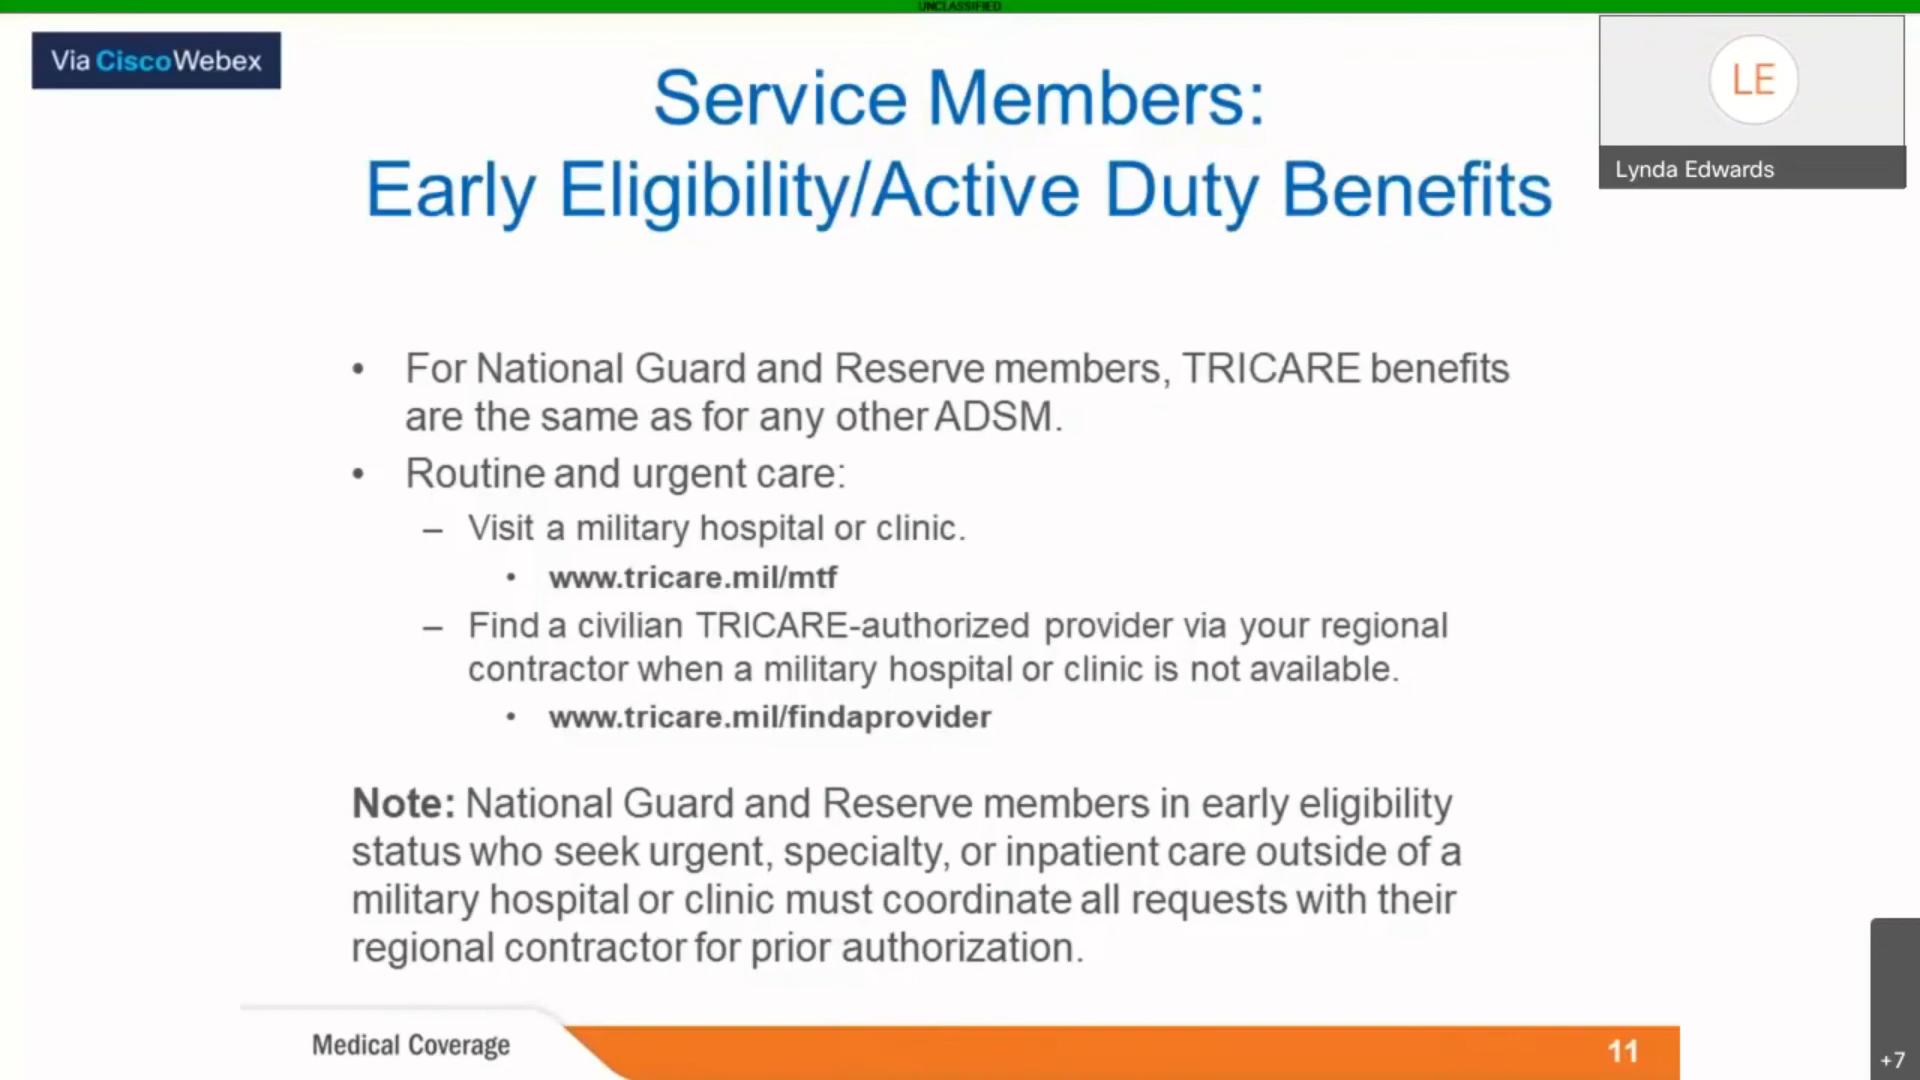 UNCLASSIFIED
Via CiscoWebex
Service Members:
Early Eligibility/Active Duty Benefits
LE
Lynda Edwards
• For National Guard and Reserve members, TRICARE benefits
are the same as for any other ADSM.
• Routine and urgent care:
– Visit a military hospital or clinic.
• www.tricare.mil/mtf
– Find a civilian TRICARE-authorized provider via your regional
contractor when a military hospital or clinic is not available.
• www.tricare.mil/findaprovider
Note: National Guard and Reserve members in early eligibility
status who seek urgent, specialty, or inpatient care outside of a
military hospital or clinic must coordinate all requests with their
regional contractor for prior authorization.
Medical Coverage
11
+7